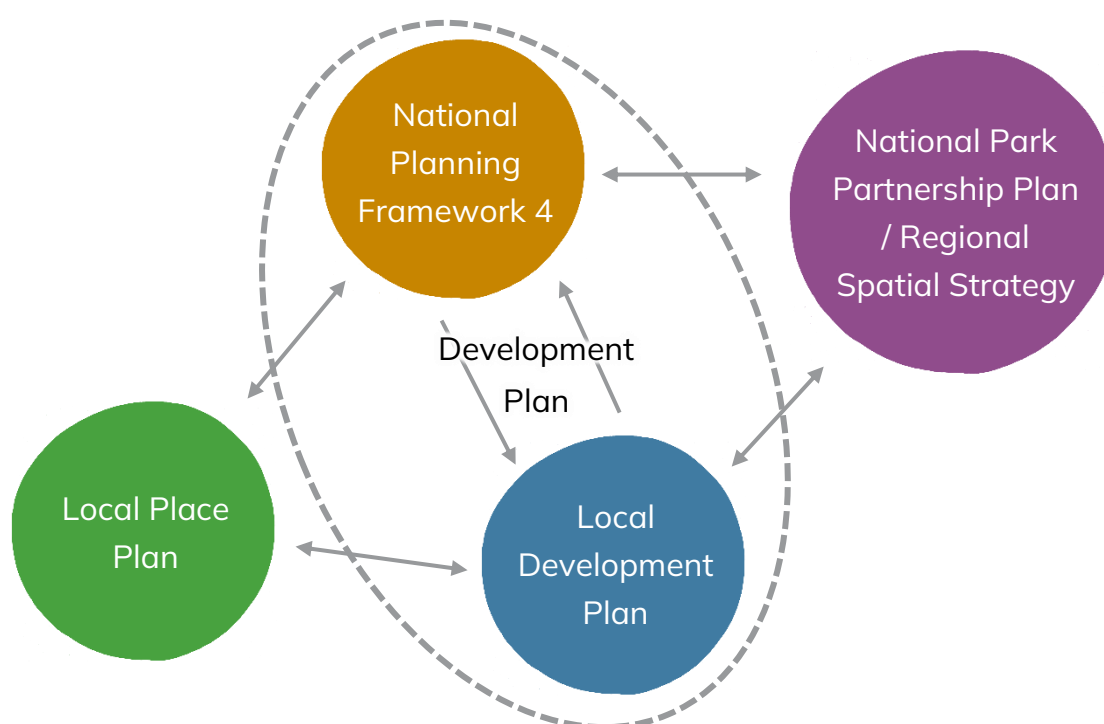 National
Planning
Framework 4
National Park
Partnership Plan
/ Regional
Spatial Strategy
Development
Plan
Local Place
Plan
Local
Development
Plan